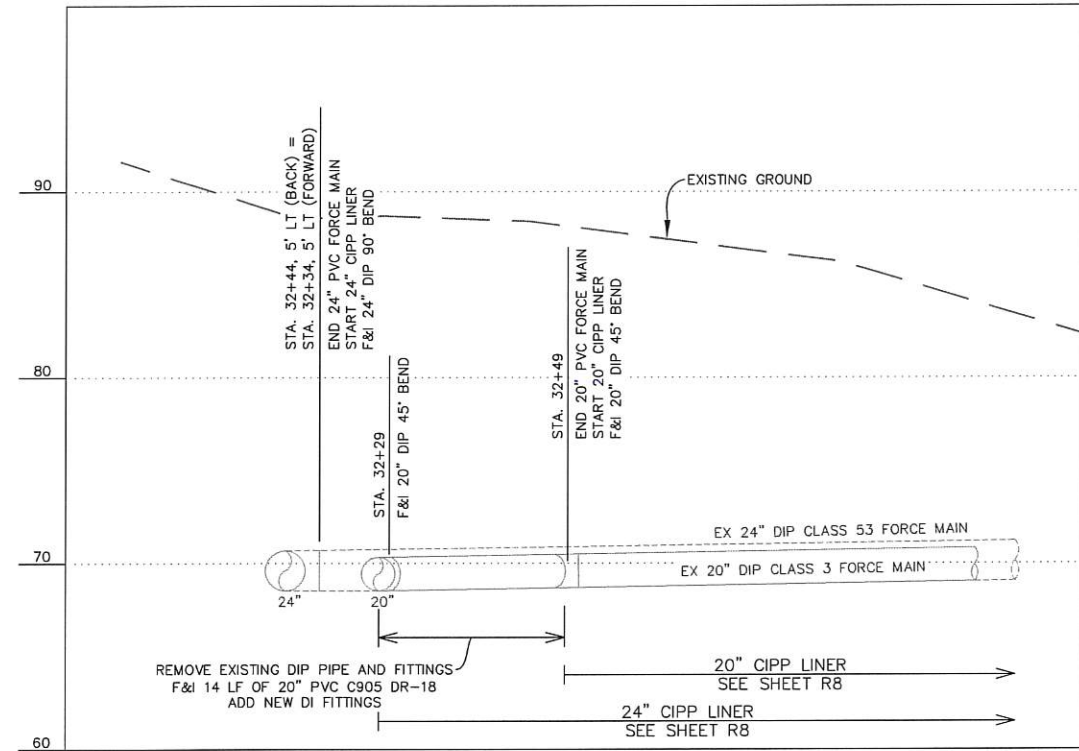 STA. 32+44, 5' LT (BACK) =
STA. 32+34, 5' LT (FORWARD)
END 24" PVC FORCE MAIN
START 24" CIPP LINER
F&I 24" DIP 90° BEND
90
EXISTING GROUND
STA. 32+49
END 20" PVC FORCE MAIN
START 20" CIPP LINER
F&I 20" DIP 45° BEND
80
STA. 32+29
F&I 20" DIP 45° BEND
EX 24" DIP CLASS 53 FORCE MAIN
70
EX 20" DIP CLASS 3 FORCE MAIN
24"
20"
REMOVE EXISTING DIP PIPE AND FITTINGS
F&I 14 LF OF 20" PVC C905 DR-18
ADD NEW DI FITTINGS
20" CIPP LINER
SEE SHEET R8
24" CIPP LINER
SEE SHEET R8
60